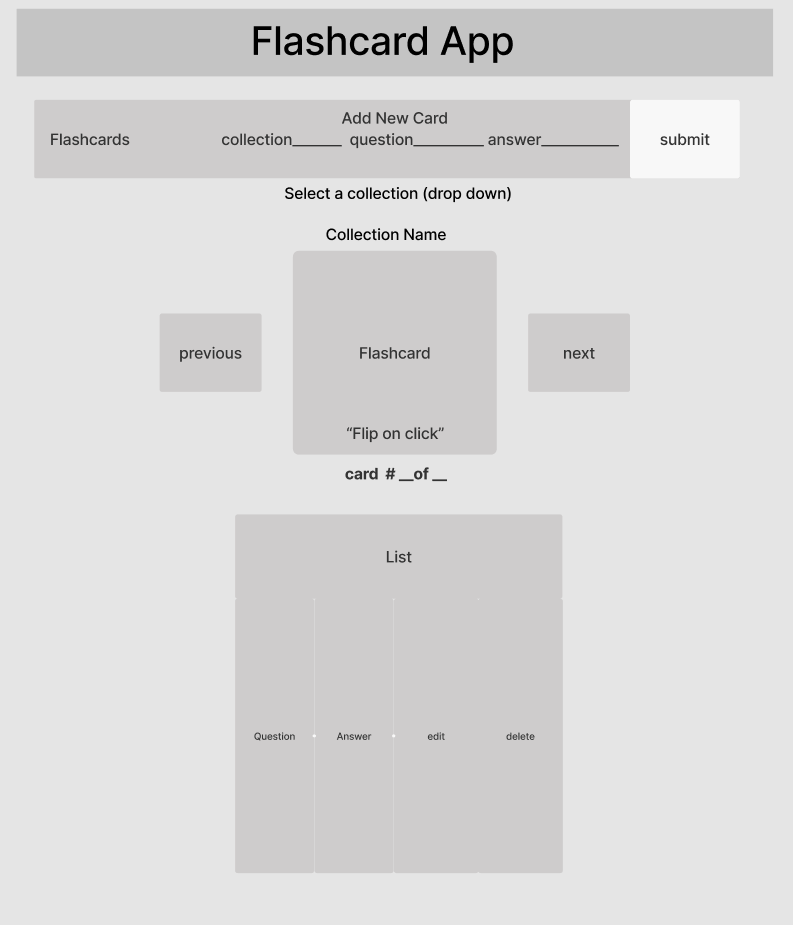 Flashcard App
Add New Card
Flashcards collection_______ question_________ answer__________ submit
Select a collection (drop down)
Collection Name
previous Flashcard next
“Flip on click”
card # __of __
List
Question Answer edit delete